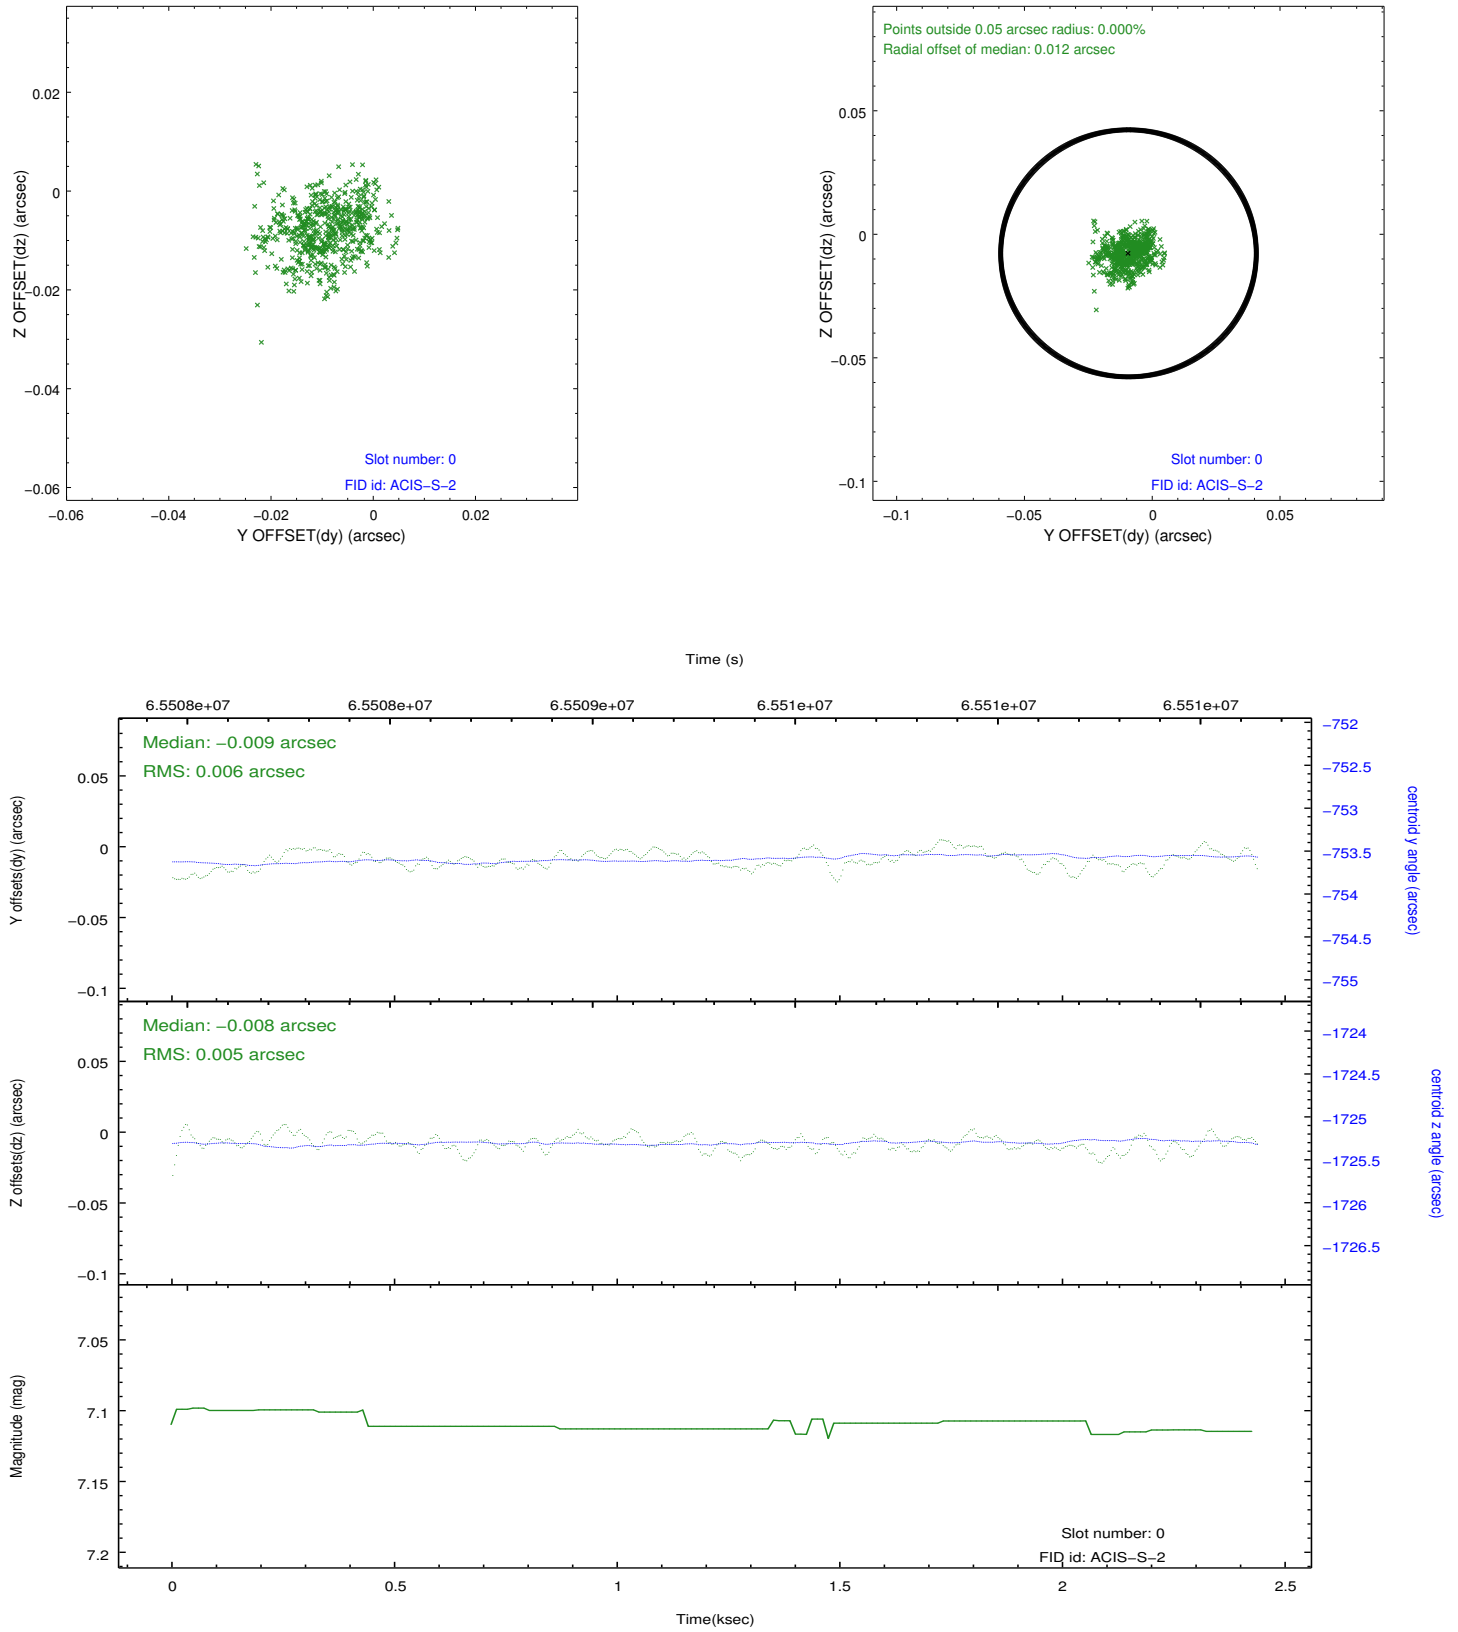 0.02
0
−0.02
−0.04
−0.06
Z OFFSET(dz) (arcsec)
Slot number: 0
FID id: ACIS−S−2
−0.06
−0.04
−0.02
0
0.02
Y OFFSET(dy) (arcsec)
Points outside 0.05 arcsec radius: 0.000%
Radial offset of median: 0.012 arcsec
0.05
0
−0.05
−0.1
Z OFFSET(dz) (arcsec)
Slot number: 0
FID id: ACIS−S−2
−0.1
−0.05
0
0.05
Y OFFSET(dy) (arcsec)
Time (s)
6.5508e+07
6.5508e+07
6.5509e+07
6.551e+07
6.551e+07
6.551e+07
Median: −0.009 arcsec
RMS: 0.006 arcsec
0.05
0
−0.05
−0.1
Y offsets(dy) (arcsec)
−752
−752.5
−753
−753.5
−754
−754.5
−755
centroid y angle (arcsec)
Median: −0.008 arcsec
RMS: 0.005 arcsec
0.05
0
−0.05
−0.1
Z offsets(dz) (arcsec)
−1724
−1724.5
−1725
−1725.5
−1726
−1726.5
centroid z angle (arcsec)
7.05
7.1
7.15
7.2
Magnitude (mag)
Slot number: 0
FID id: ACIS−S−2
0
0.5
1
1.5
2
2.5
Time(ksec)